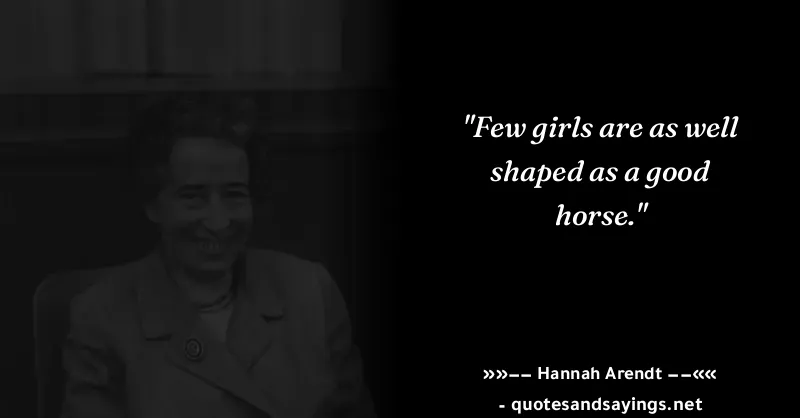 "Few girls are as well
shaped as a good
horse."
»»−− Hannah Arendt −−««
- quotesandsayings.net